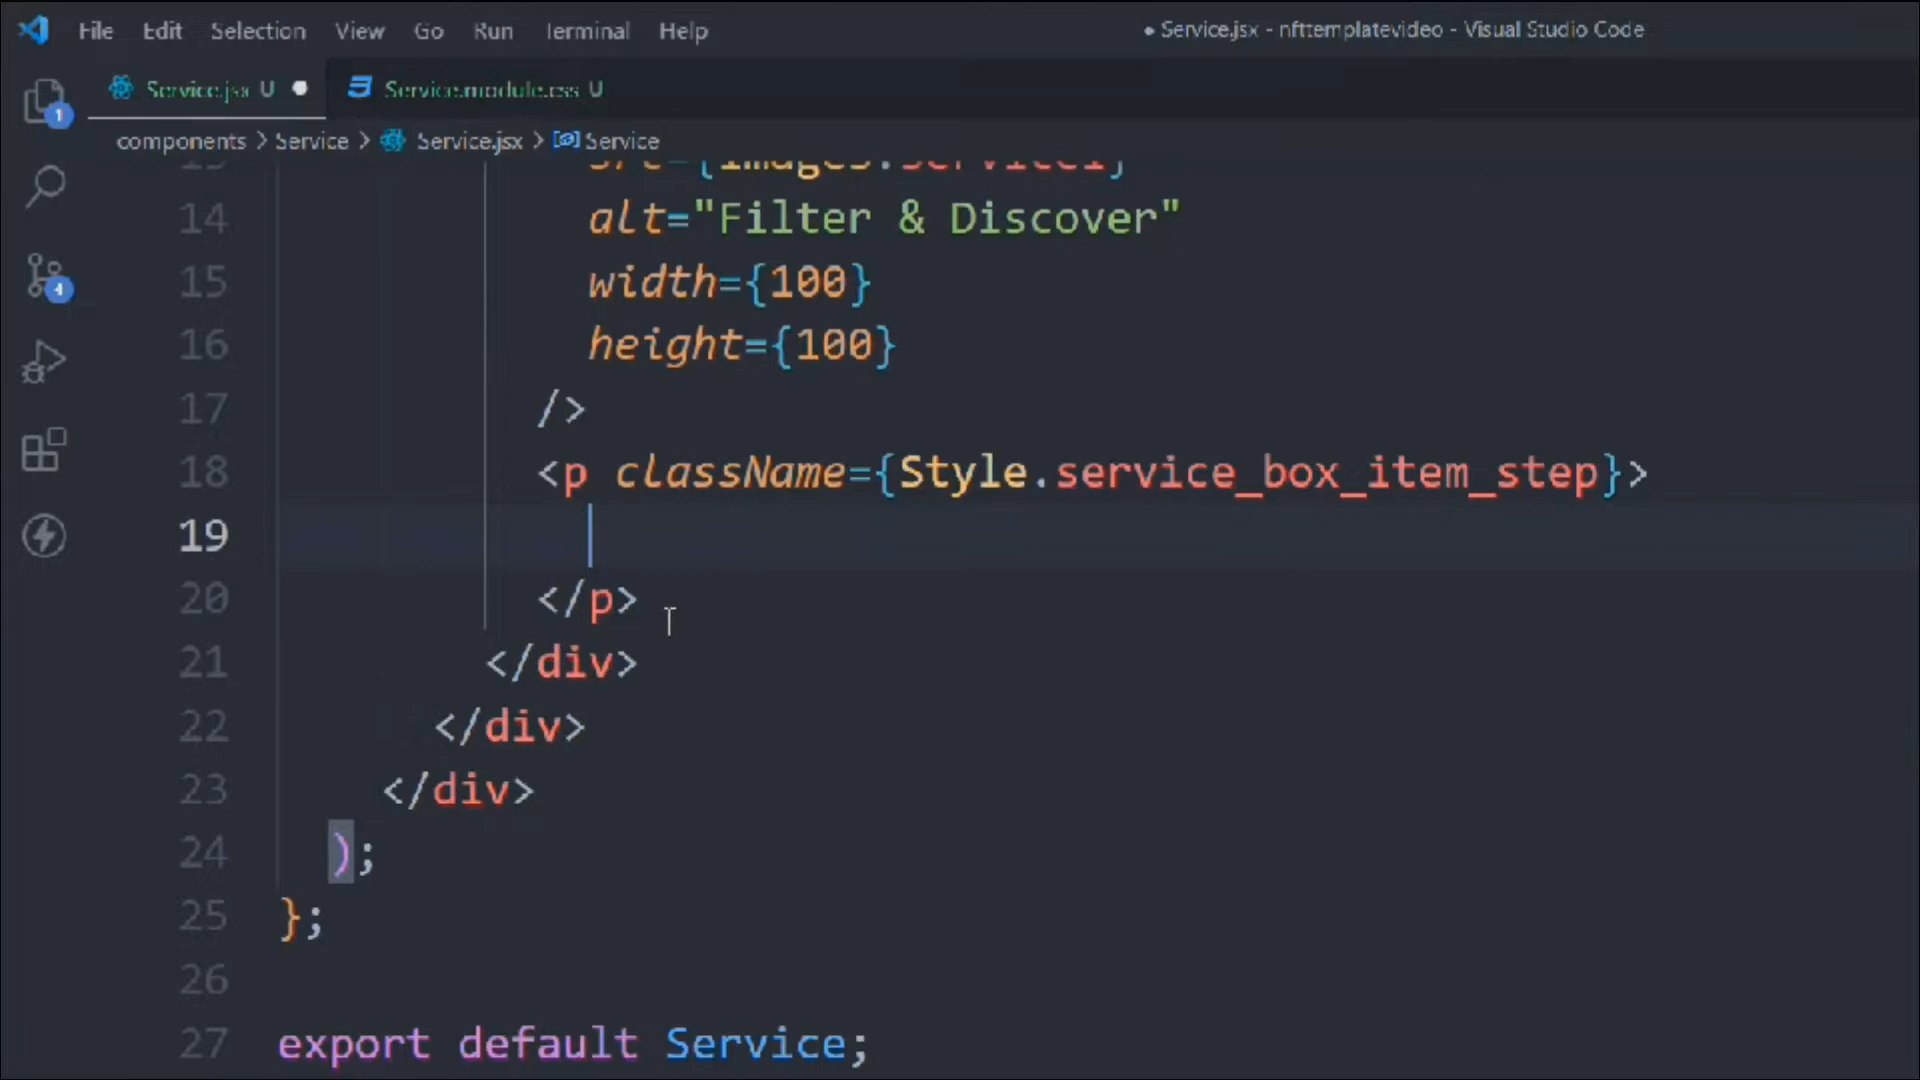 File Edit Selection View Go Run Terminal Help ● Service.jsx - nfttemplatevideo - Visual Studio Code
Service.jsx U ● Service.module.css U
components > Service > Service.jsx > Service
1
14 alt="Filter & Discover"
15 width={100}
4
16 height={100}
17 />
18 <p className={Style.service_box_item_step}>
19
20 </p>
21 </div>
22 </div>
23 </div>
24 );
25 };
26
27 export default Service;